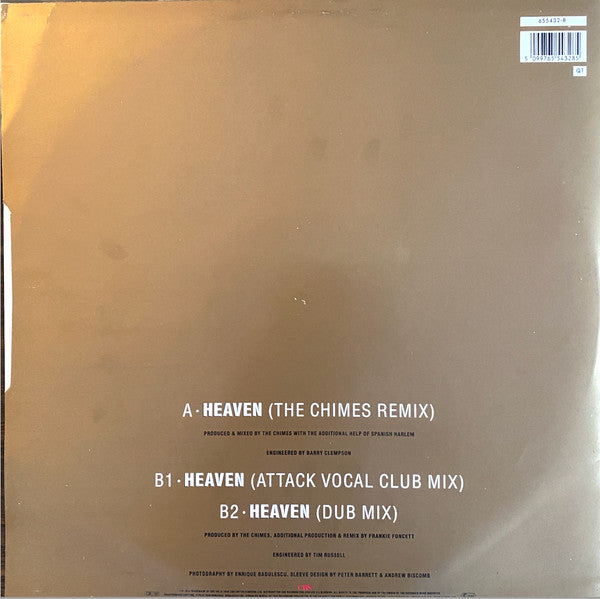 655432-8
5 099765 543285
QT
A • HEAVEN (THE CHIMES REMIX)
PRODUCED & MIXED BY THE CHIMES WITH THE ADDITIONAL HELP OF SPANISH HARLEM
ENGINEERED BY BARRY CLEMPSON
B1 • HEAVEN (ATTACK VOCAL CLUB MIX)
B2 • HEAVEN (DUB MIX)
PRODUCED BY THE CHIMES, ADDITIONAL PRODUCTION & REMIX BY FRANKIE FONCETT
ENGINEERED BY TIM RUSSELL
PHOTOGRAPHY BY ENRIQUE BADULESCU, SLEEVE DESIGN BY PETER BARRETT & ANDREW BISCOMB
CBS